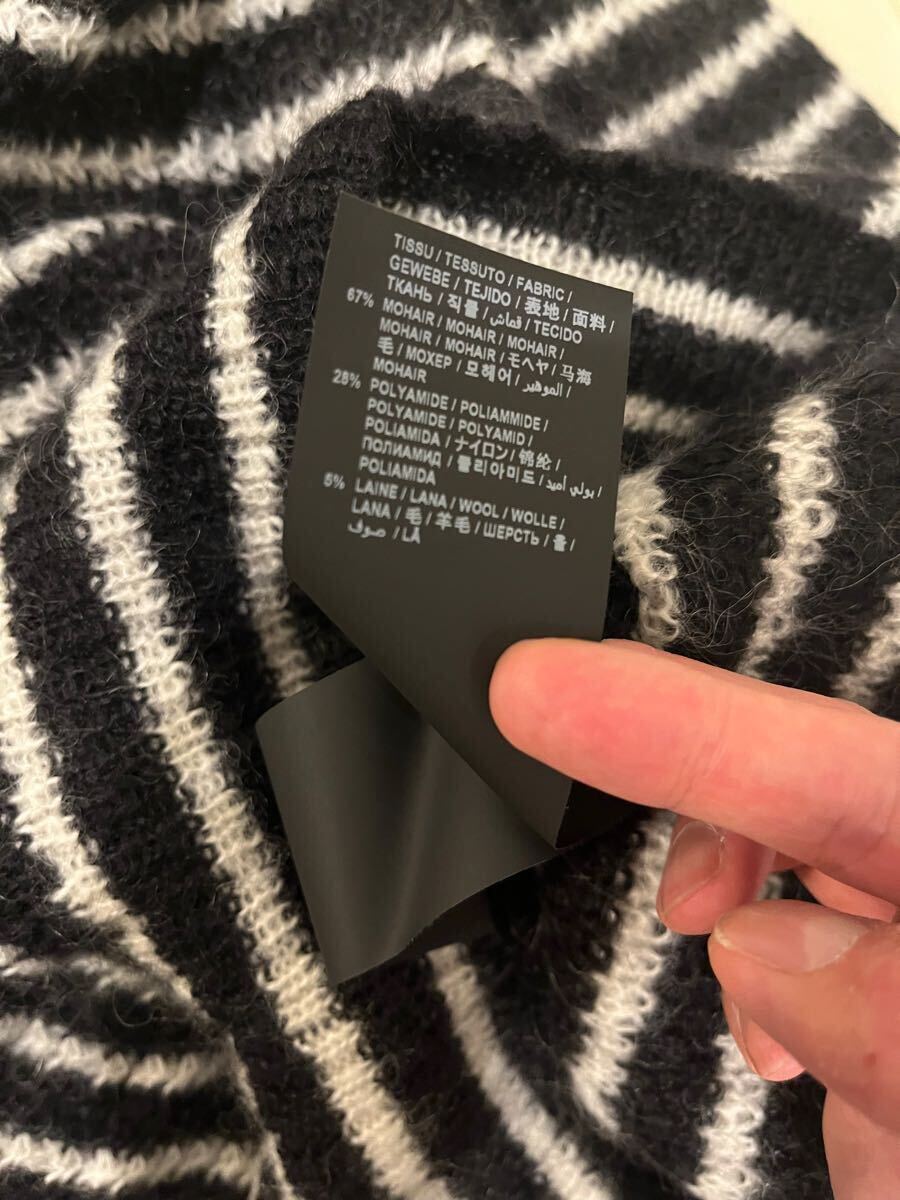 TISSU / TESSUTO / FABRIC /
GEWEBE / TEJIDO / 表地 / 面料 /
ТКАНЬ / 직물 / قماش / TECIDO
67% MOHAIR / MOHAIR / MOHAIR /
MOHAIR / MOHAIR / モヘヤ / 马海
毛 / МОХЕР / 모헤어 / الموهير /
MOHAIR
28% POLYAMIDE / POLIAMMIDE /
POLYAMIDE / POLYAMID /
POLIAMIDA / ナイロン / 锦纶 /
ПОЛИАМИД / 폴리아미드 / بولي أميد /
POLIAMIDA
5% LAINE / LANA / WOOL / WOLLE /
LANA / 毛 / 羊毛 / ШЕРСТЬ / 울 /
صوف / LÃ